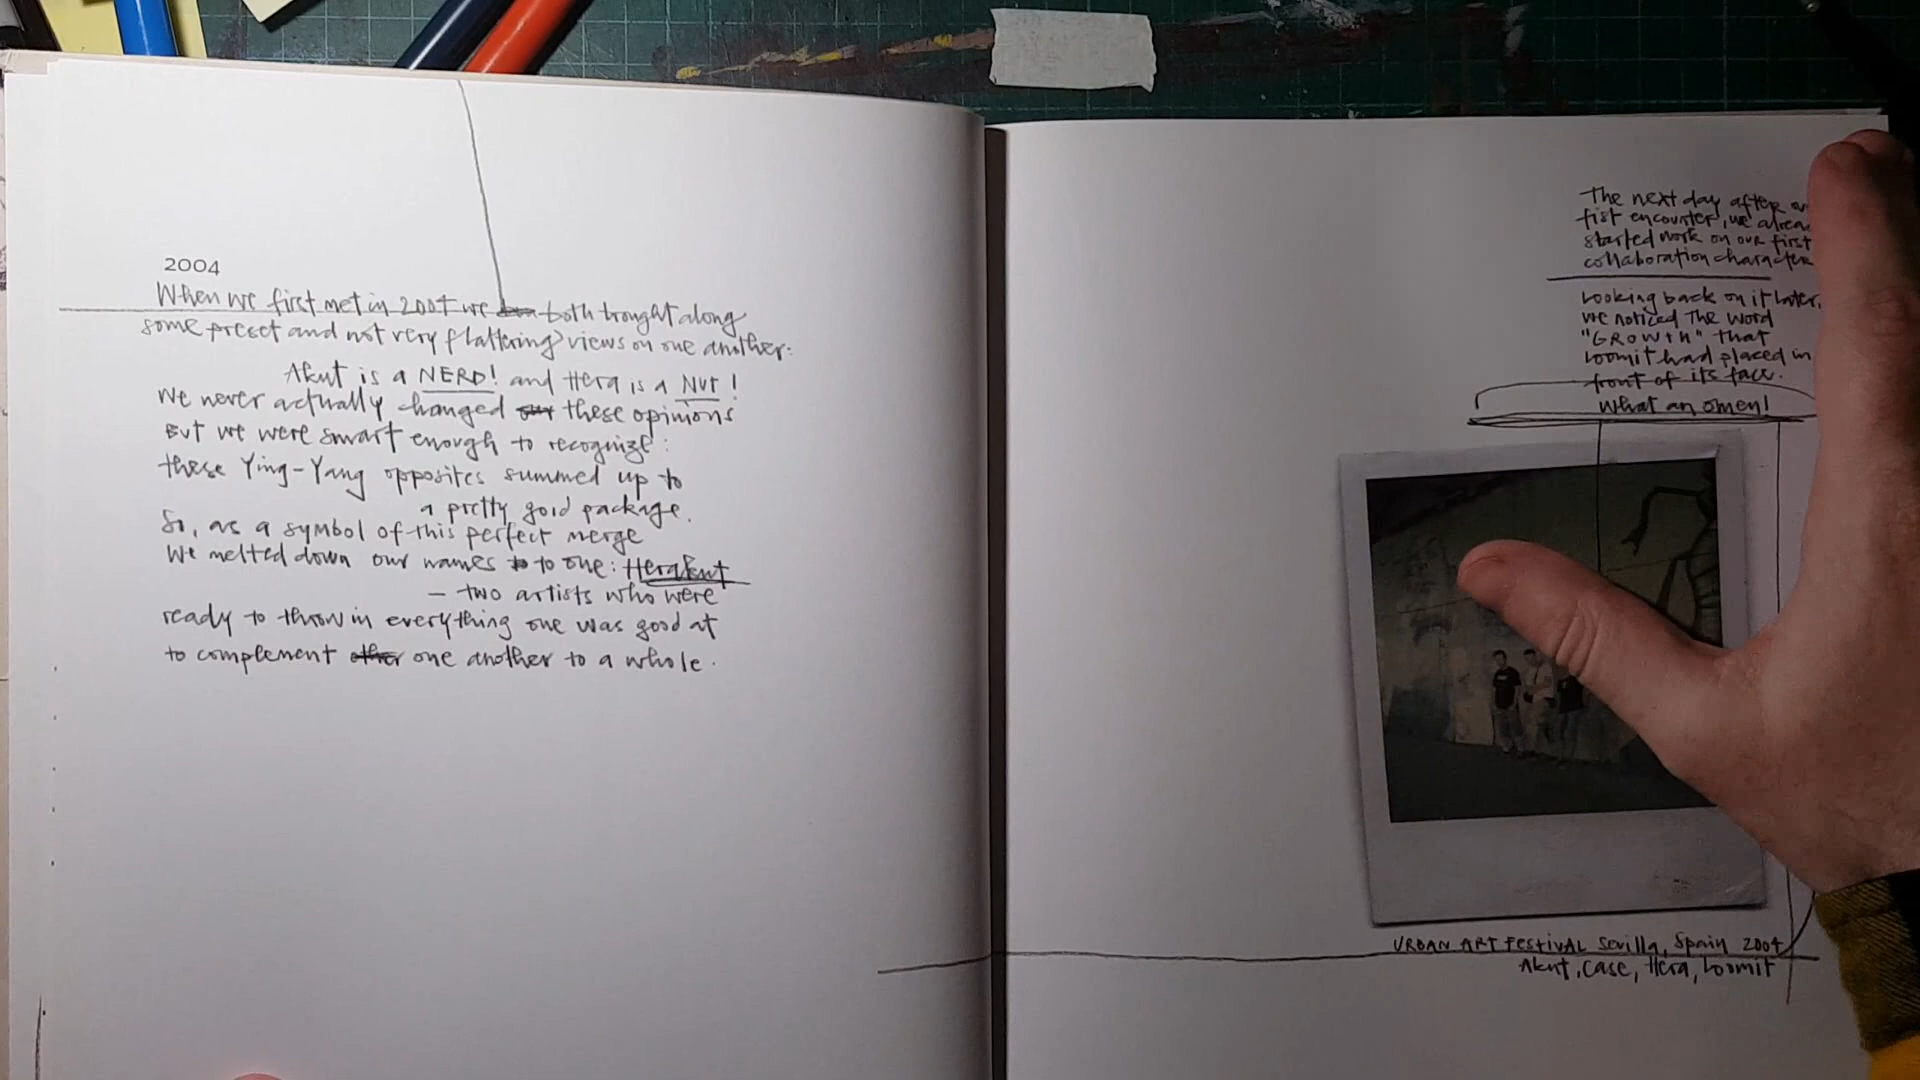 2004
When we first met in 2004 we both brought along
some preset and not very flattering views on one another:
Akut is a NERD! and Hera is a NUT!
We never actually changed these opinions
But we were smart enough to recognize:
these Ying-Yang opposites summed up to
a pretty good package.
So, as a symbol of this perfect merge
We melted down our names to one: Herakut
– two artists who were
ready to throw in everything one was good at
to complement one another to a whole.
The next day after
fist encounter, we
started work on our first
collaboration character
Looking back on it later,
we noticed The word
"GROWTH" that
Loomit had placed in
front of its face.
What an omen!
URBAN ART FESTIVAL Sevilla, Spain 2004
Akut, Case, Hera, Loomit